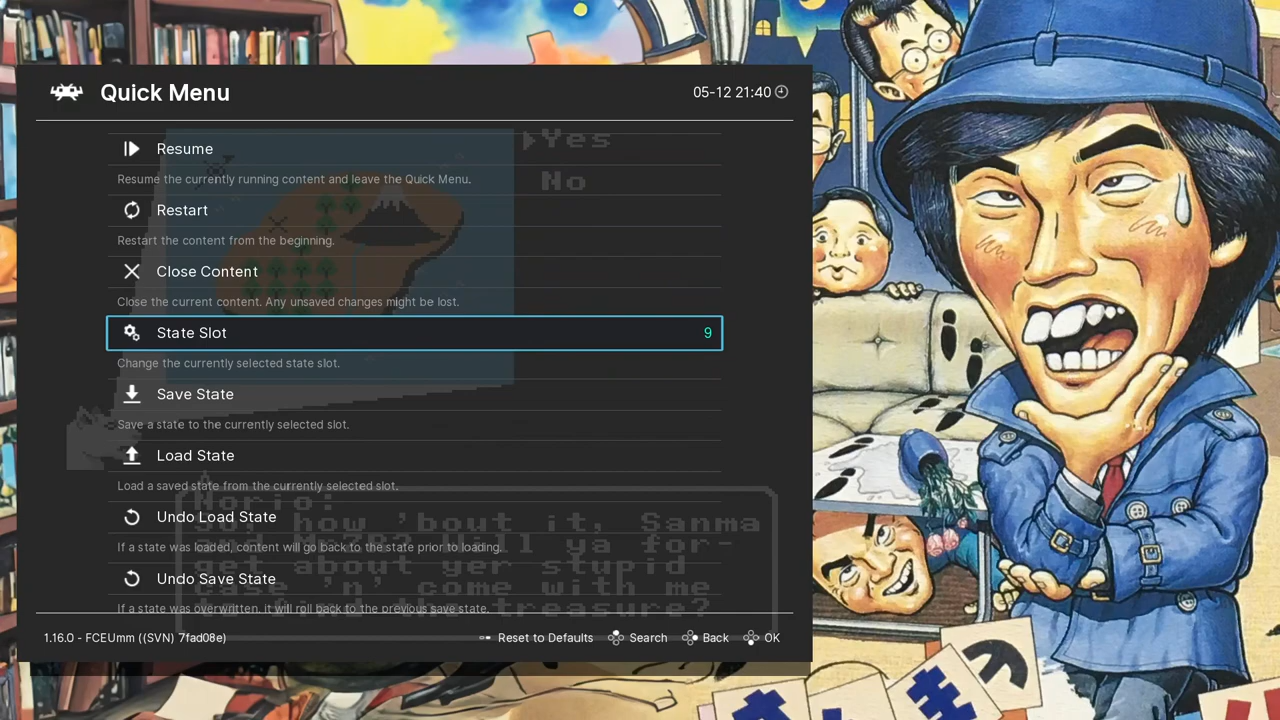 Quick Menu
05-12 21:40
Yes
Resume
Resume the currently running content and leave the Quick Menu.
No
Restart
Restart the content from the beginning.
Close Content
Close the current content. Any unsaved changes might be lost.
State Slot 9
Change the currently selected state slot.
Save State
Save a state to the currently selected slot.
Load State
Load a saved state from the currently selected slot.
Norio:
Undo Load State
how 'bout it, Sanma
If a state was loaded, content will go back to the state prior to loading.
and Mr?? Will ya for-
get about yer stupid
Undo Save State
case 'n' come with me
If a state was overwritten, it will roll back to the previous save state.
treasure?
1.16.0 - FCEUmm ((SVN) 7fad08e)
Reset to Defaults
Search
Back
OK